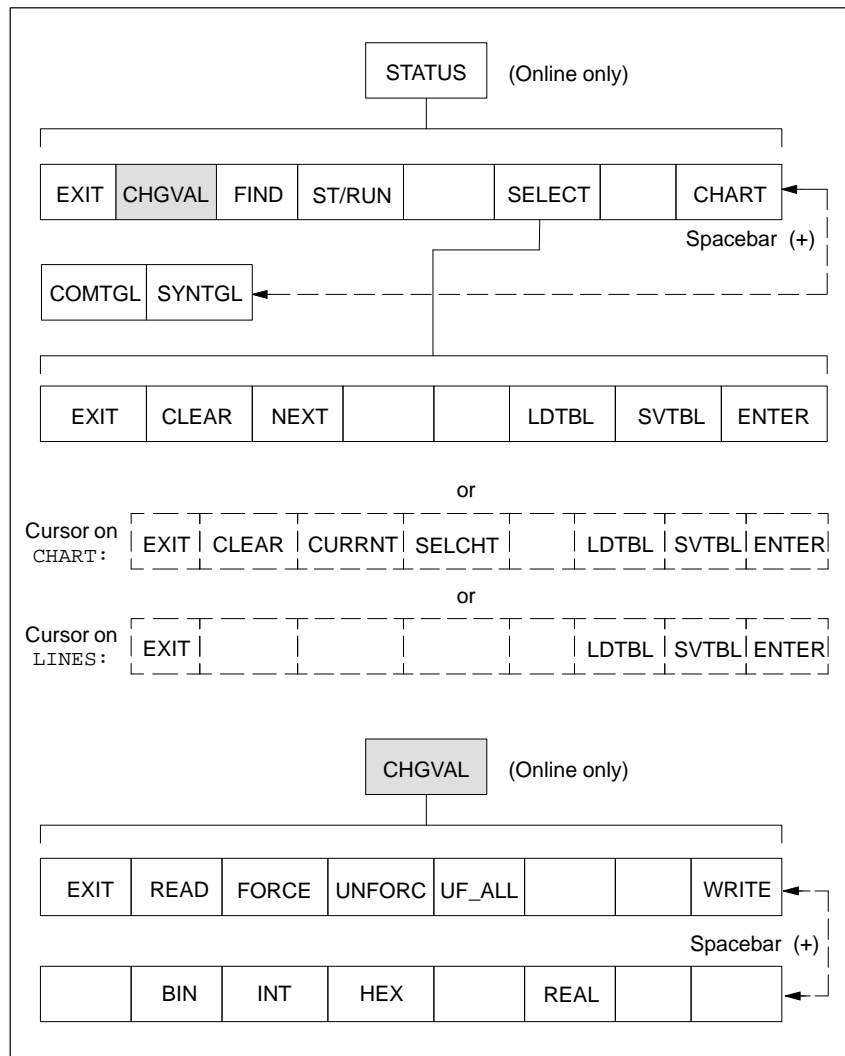 STATUS (Online only)
EXIT CHGVAL FIND ST/RUN SELECT CHART
Spacebar (+)
COMTGL SYNTGL
EXIT CLEAR NEXT LDTBL SVTBL ENTER
or
Cursor on
CHART: EXIT CLEAR CURRNT SELCHT LDTBL SVTBL ENTER
or
Cursor on
LINES: EXIT LDTBL SVTBL ENTER
CHGVAL (Online only)
EXIT READ FORCE UNFORC UF_ALL WRITE
Spacebar (+)
BIN INT HEX REAL